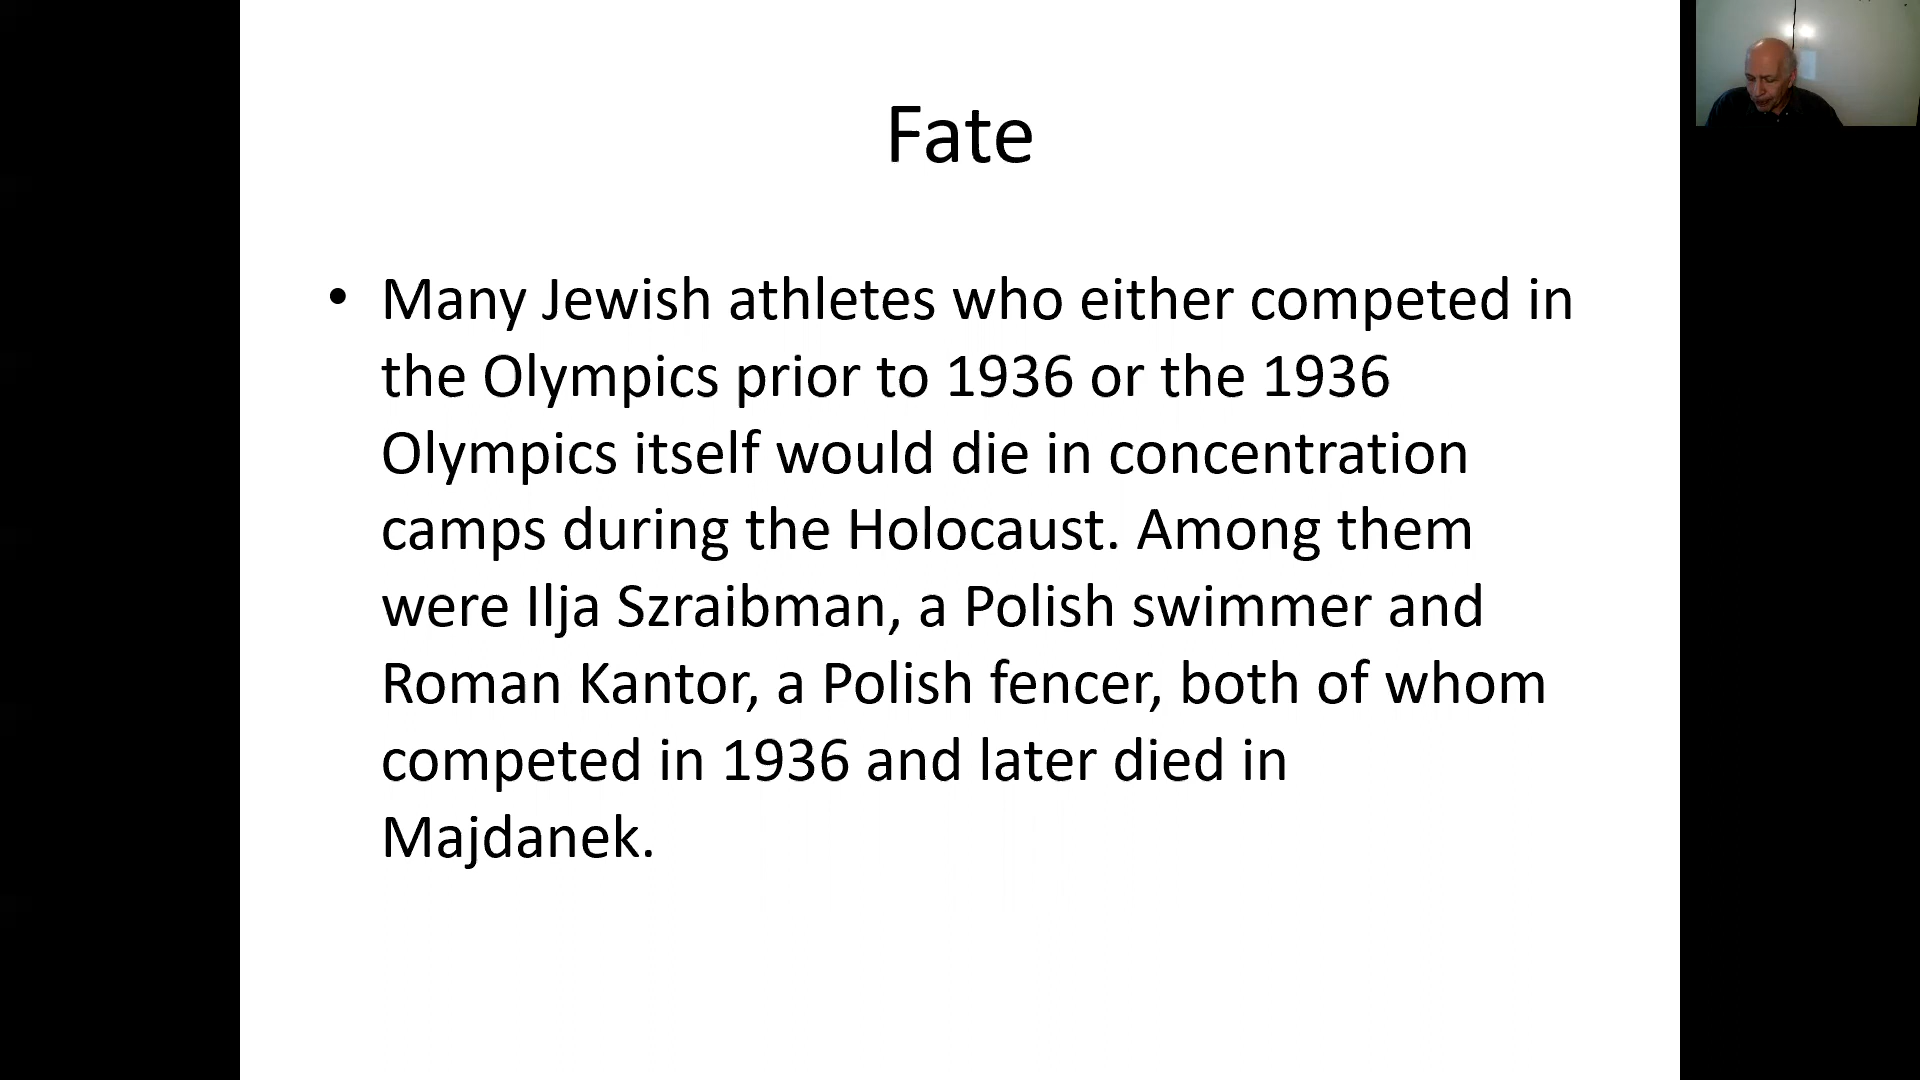 Fate
• Many Jewish athletes who either competed in
the Olympics prior to 1936 or the 1936
Olympics itself would die in concentration
camps during the Holocaust. Among them
were Ilja Szraibman, a Polish swimmer and
Roman Kantor, a Polish fencer, both of whom
competed in 1936 and later died in
Majdanek.